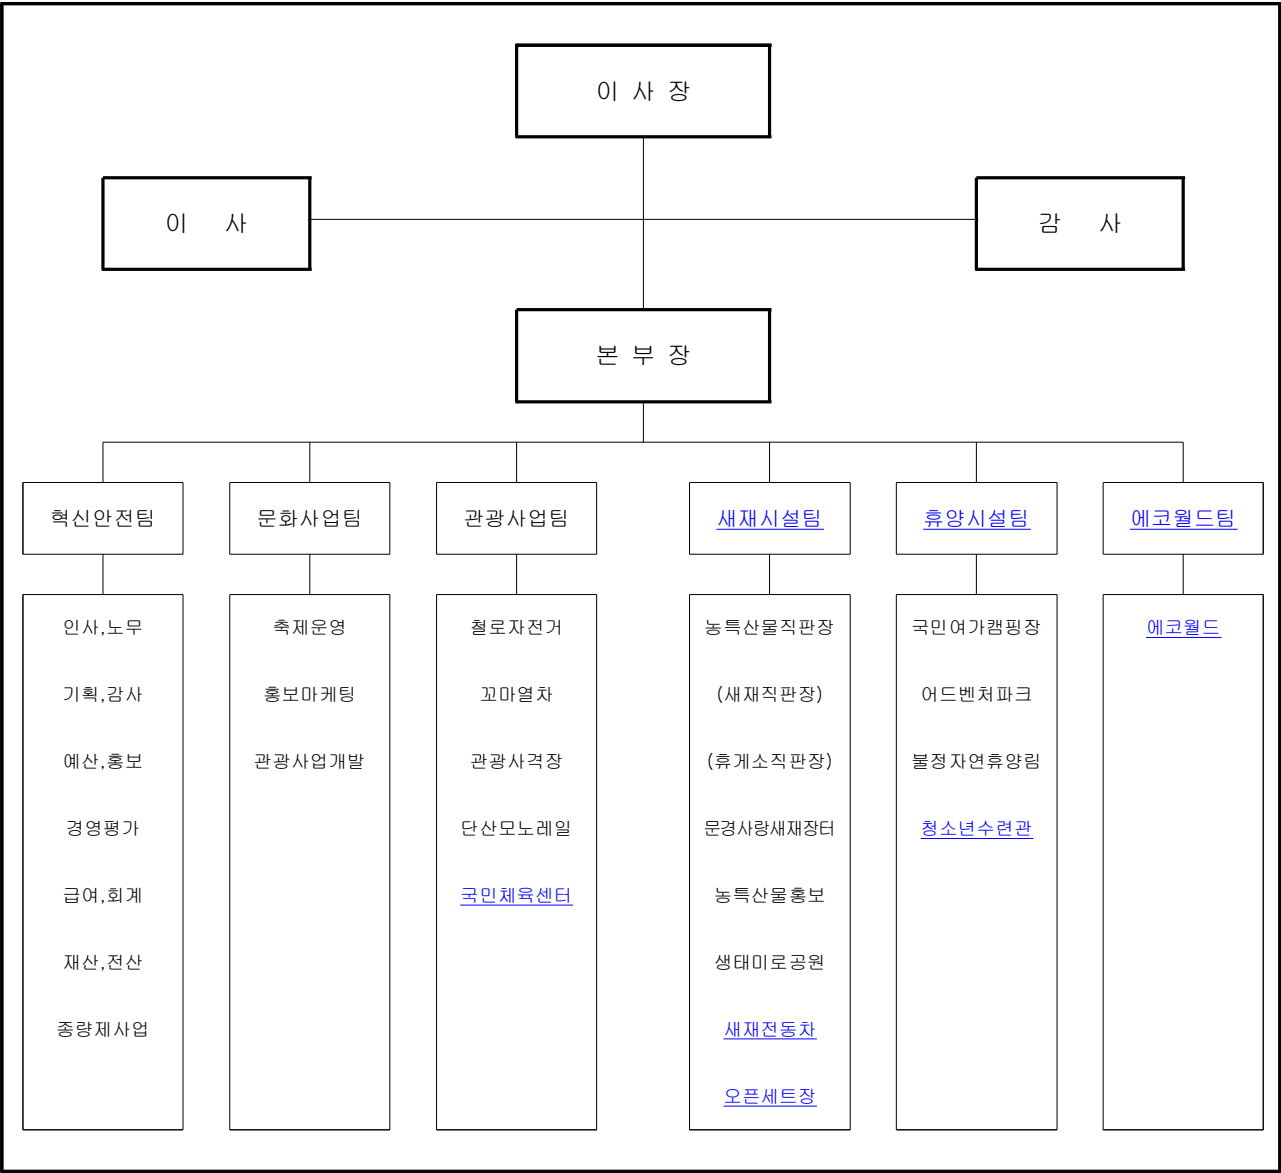 이 사 장
이 사
감 사
본 부 장
혁신안전팀
문화사업팀
관광사업팀
새재시설팀
휴양시설팀
에코월드팀
인사,노무
기획,감사
예산,홍보
경영평가
급여,회계
재산,전산
종량제사업
축제운영
홍보마케팅
관광사업개발
철로자전거
꼬마열차
관광사격장
단산모노레일
국민체육센터
농특산물직판장
(새재직판장)
(휴게소직판장)
문경사랑새재장터
농특산물홍보
생태미로공원
새재전동차
오픈세트장
국민여가캠핑장
어드벤처파크
불정자연휴양림
청소년수련관
에코월드